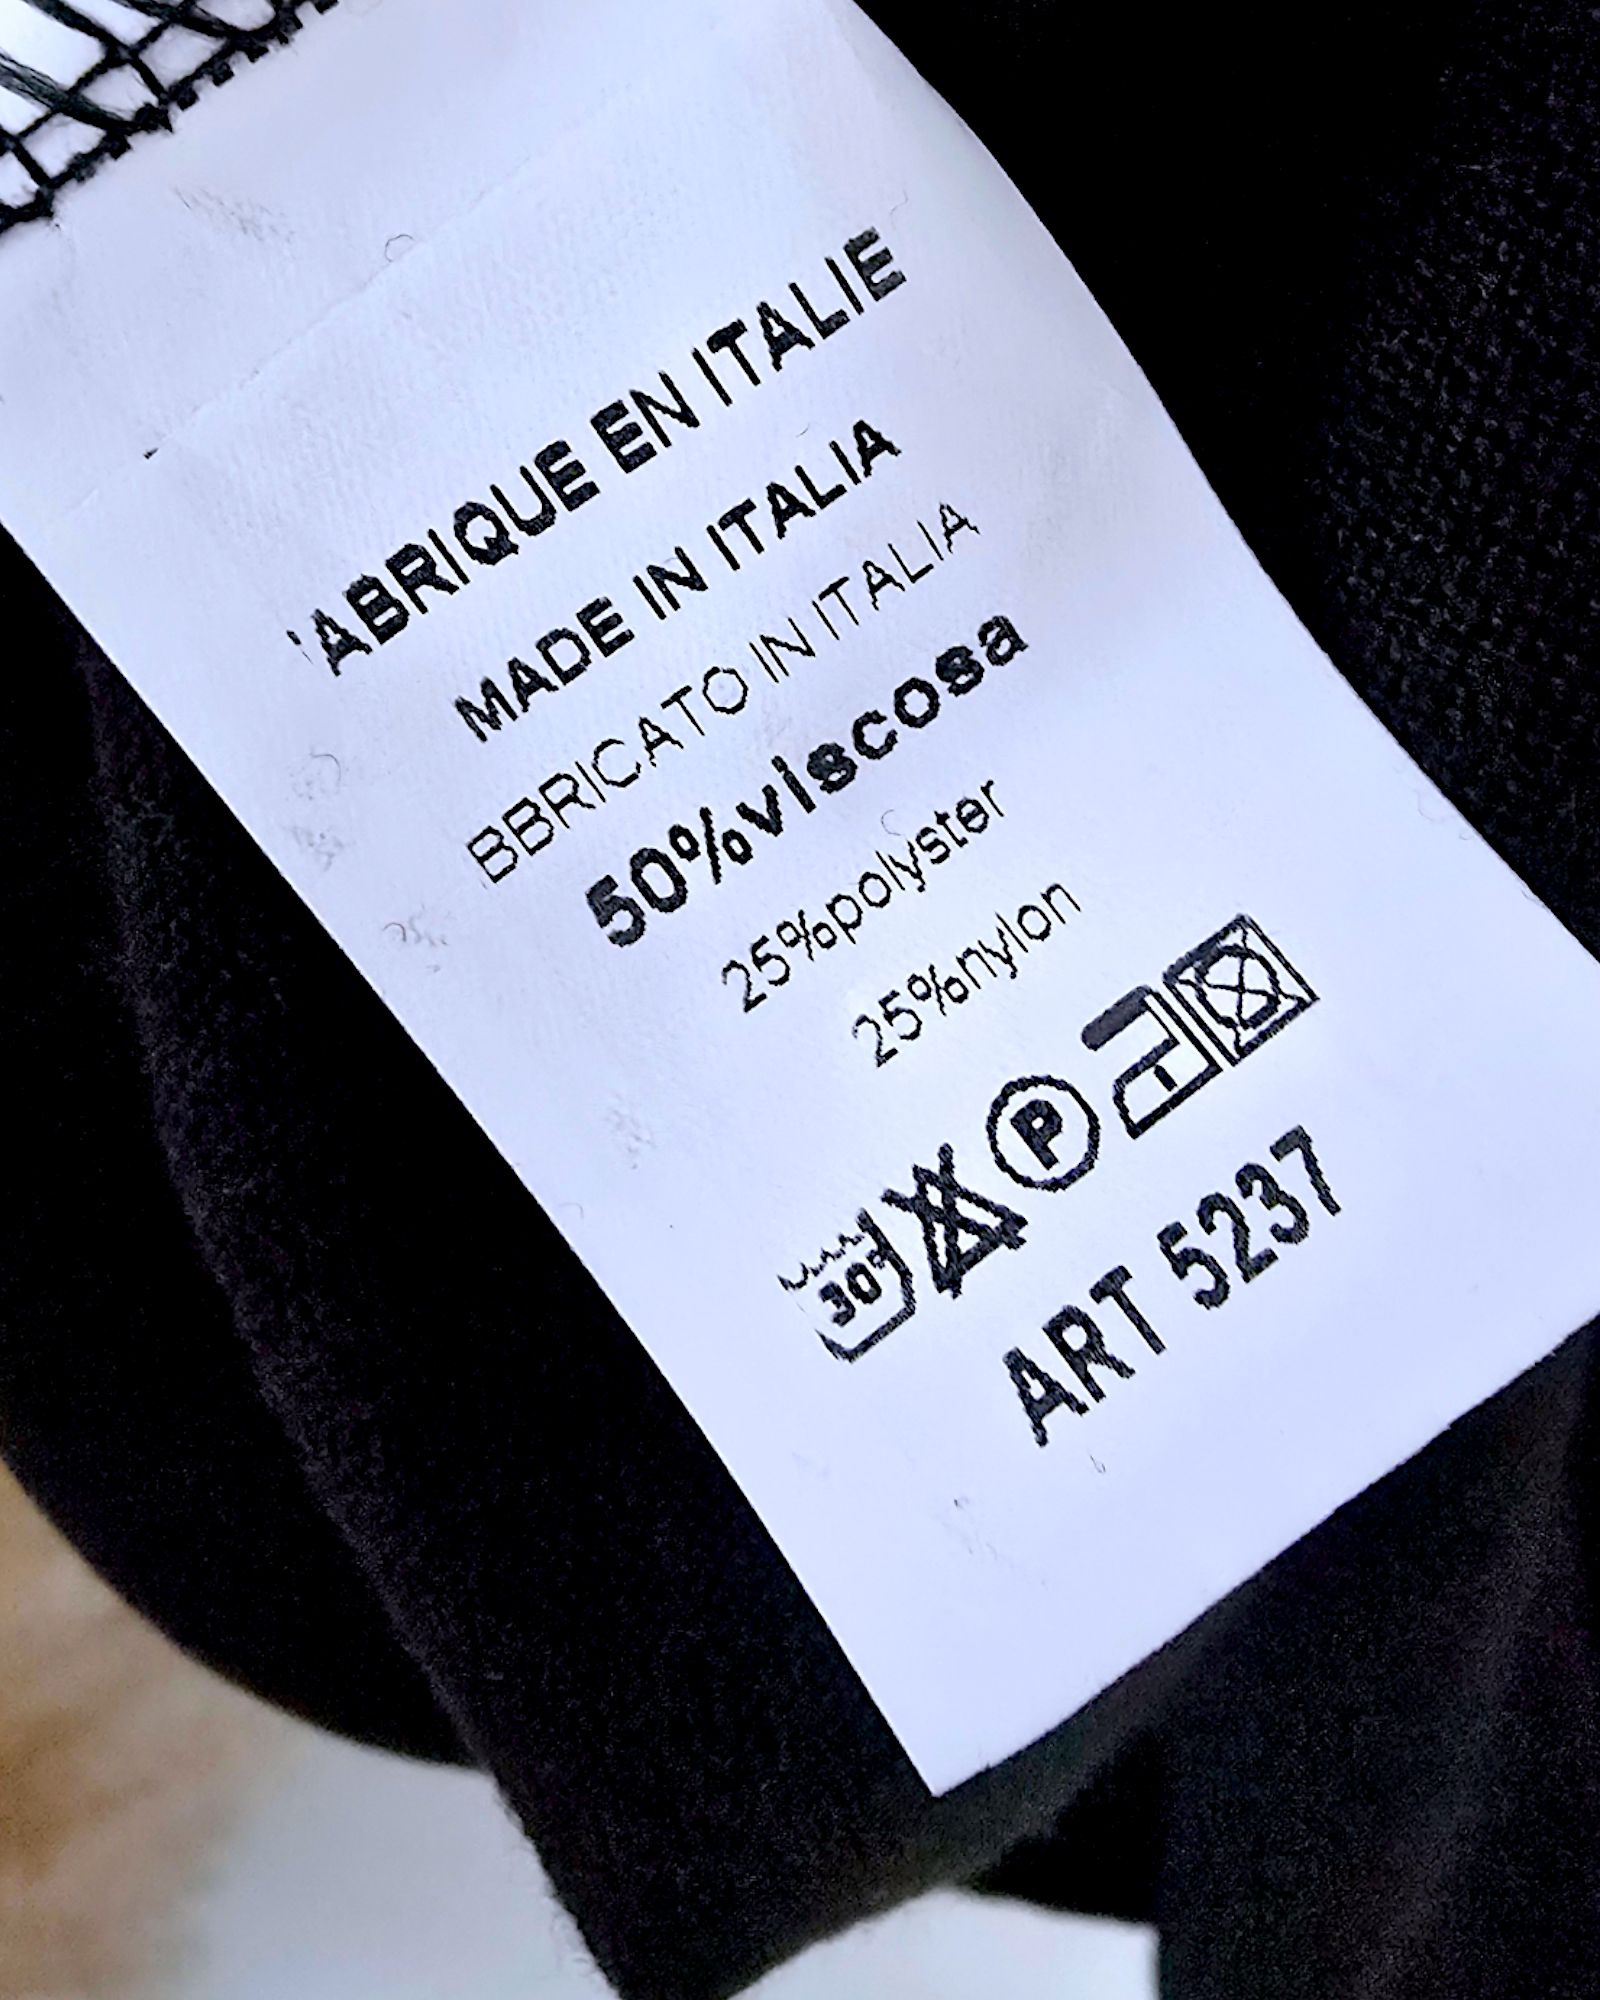 'ABRIQUE EN ITALIE
MADE IN ITALIA
BBRICATO IN ITALIA
50%viscosa
25%polyster
25%nylon
30° P
ART 5237